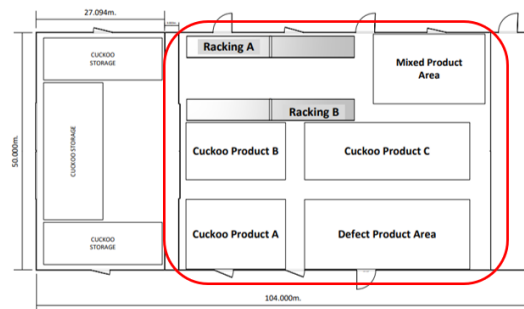 27.094m.
Racking A
CUCKOO
STORAGE
Mixed Product
Area
Racking B
50.000m.
CUCKOO STORAGE
Cuckoo Product B
Cuckoo Product C
Cuckoo Product A
Defect Product Area
CUCKOO
STORAGE
104.000m.